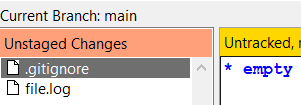 Current Branch: main
Unstaged Changes
Untracked,
.gitignore
* empty
file.log